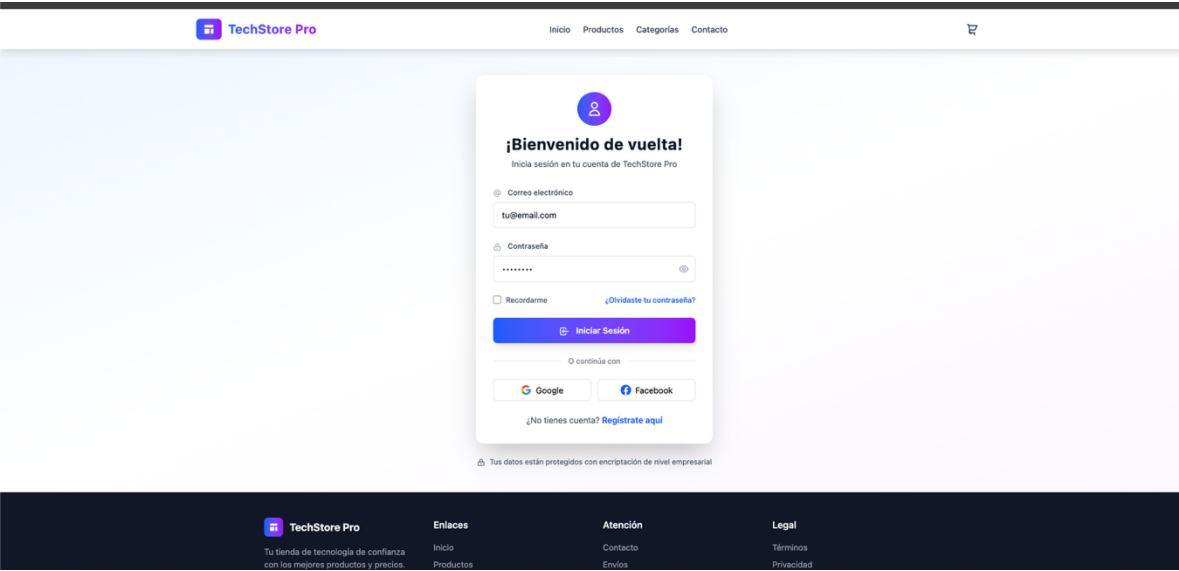 TechStore Pro
Inicio Productos Categorías Contacto
¡Bienvenido de vuelta!
Inicia sesión en tu cuenta de TechStore Pro
Correo electrónico
tu@email.com
Contraseña
••••••••
Recordarme ¿Olvidaste tu contraseña?
Iniciar Sesión
O continúa con
Google Facebook
¿No tienes cuenta? Regístrate aquí
Tus datos están protegidos con encriptación de nivel empresarial
TechStore Pro
Tu tienda de tecnología de confianza
con los mejores productos y precios.
Enlaces
Inicio
Productos
Atención
Contacto
Envíos
Legal
Términos
Privacidad